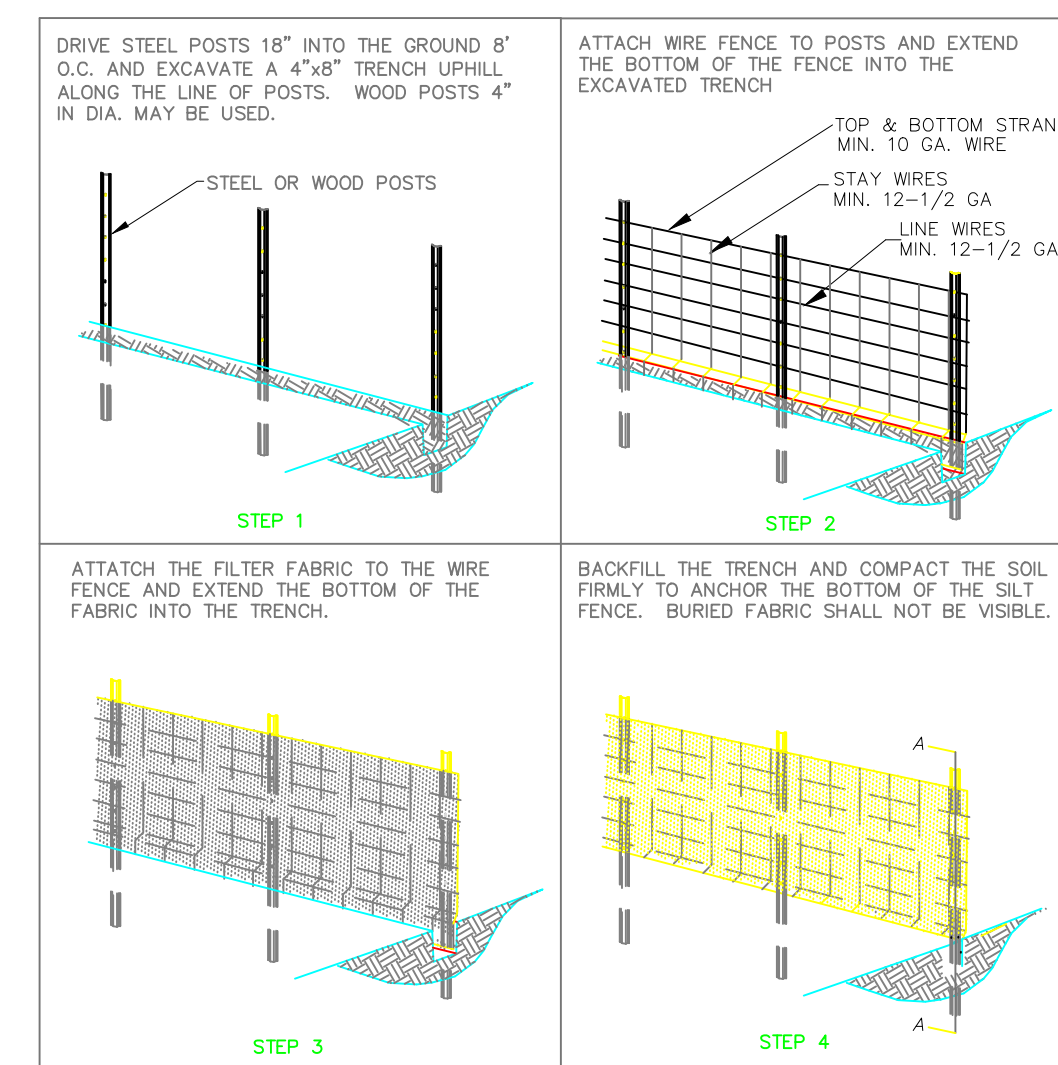 DRIVE STEEL POSTS 18" INTO THE GROUND 8'
O.C. AND EXCAVATE A 4"x8" TRENCH UPHILL
ALONG THE LINE OF POSTS. WOOD POSTS 4"
IN DIA. MAY BE USED.
STEEL OR WOOD POSTS
STEP 1
ATTACH WIRE FENCE TO POSTS AND EXTEND
THE BOTTOM OF THE FENCE INTO THE
EXCAVATED TRENCH
TOP & BOTTOM STRAN
MIN. 10 GA. WIRE
STAY WIRES
MIN. 12-1/2 GA
LINE WIRES
MIN. 12-1/2 GA
STEP 2
ATTATCH THE FILTER FABRIC TO THE WIRE
FENCE AND EXTEND THE BOTTOM OF THE
FABRIC INTO THE TRENCH.
STEP 3
BACKFILL THE TRENCH AND COMPACT THE SOIL
FIRMLY TO ANCHOR THE BOTTOM OF THE SILT
FENCE. BURIED FABRIC SHALL NOT BE VISIBLE.
A
A
STEP 4